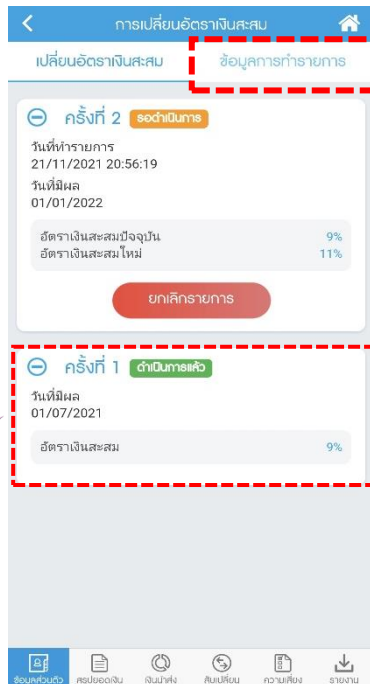 การเปลี่ยนอัตราเงินสะสม
เปลี่ยนอัตราเงินสะสม
ข้อมูลการทำรายการ
ครั้งที่ 2 รอดำเนินการ
วันที่ทำรายการ
21/11/2021 20:56:19
วันที่มีผล
01/01/2022
อัตราเงินสะสมปัจจุบัน 9%
อัตราเงินสะสมใหม่ 11%
ยกเลิกรายการ
ครั้งที่ 1 ดำเนินการแล้ว
วันที่มีผล
01/07/2021
อัตราเงินสะสม 9%
ข้อมูลส่วนตัว สรุปยอดเงิน เงินนำส่ง สับเปลี่ยน ความเสี่ยง รายงาน